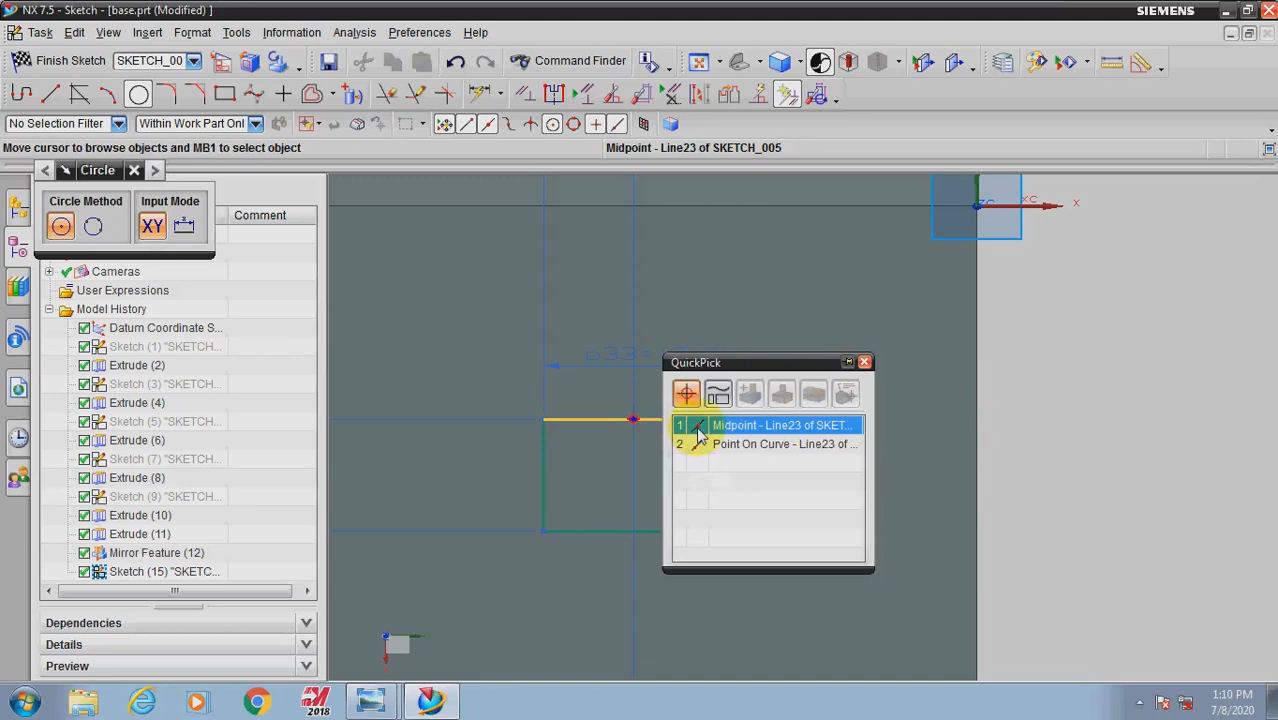 NX 7.5 - Sketch - [base.prt (Modified) ]
SIEMENS
Task Edit View Insert Format Tools Information Analysis Preferences Help
Finish Sketch SKETCH_00 Command Finder
No Selection Filter Within Work Part Onl
Move cursor to browse objects and MB1 to select object
Midpoint - Line23 of SKETCH_005
Circle
Circle Method Input Mode
XY
Comment
Cameras
User Expressions
Model History
Datum Coordinate S...
Sketch (1) "SKETCH...
Extrude (2)
Sketch (3) "SKETCH...
Extrude (4)
Sketch (5) "SKETCH...
Extrude (6)
Sketch (7) "SKETCH...
Extrude (8)
Sketch (9) "SKETCH...
Extrude (10)
Extrude (11)
Mirror Feature (12)
Sketch (15) "SKETC...
Dependencies
Details
Preview
XC X
ZC
QuickPick
1 Midpoint - Line23 of SKET...
2 Point On Curve - Line23 of ...
2018
1:10 PM
7/8/2020